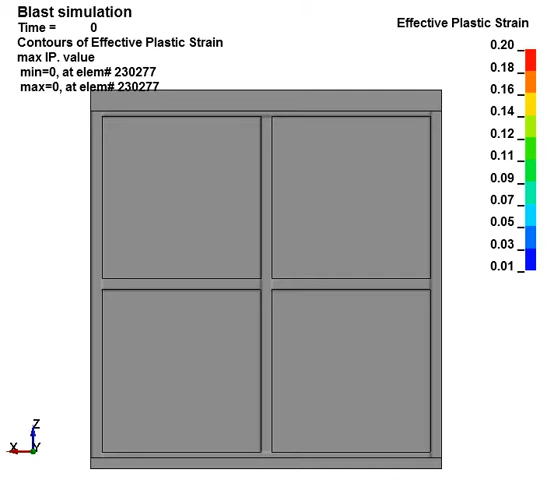 Blast simulation
Time =          0
Contours of Effective Plastic Strain
max IP. value
min=0, at elem# 230277
max=0, at elem# 230277
Effective Plastic Strain
0.20
0.18
0.16
0.14
0.12
0.11
0.09
0.07
0.05
0.03
0.01
Z
X
Y